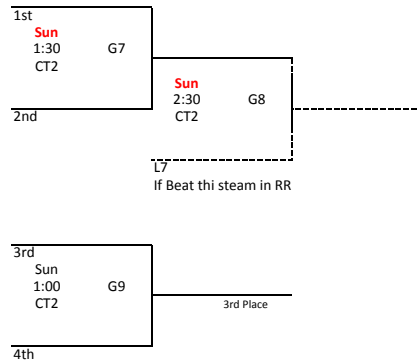 1st
Sun
1:30 G7
CT2
Sun
2:30 G8
2nd CT2
L7
If Beat thi steam in RR
3rd
Sun
1:00 G9
CT2
3rd Place
4th